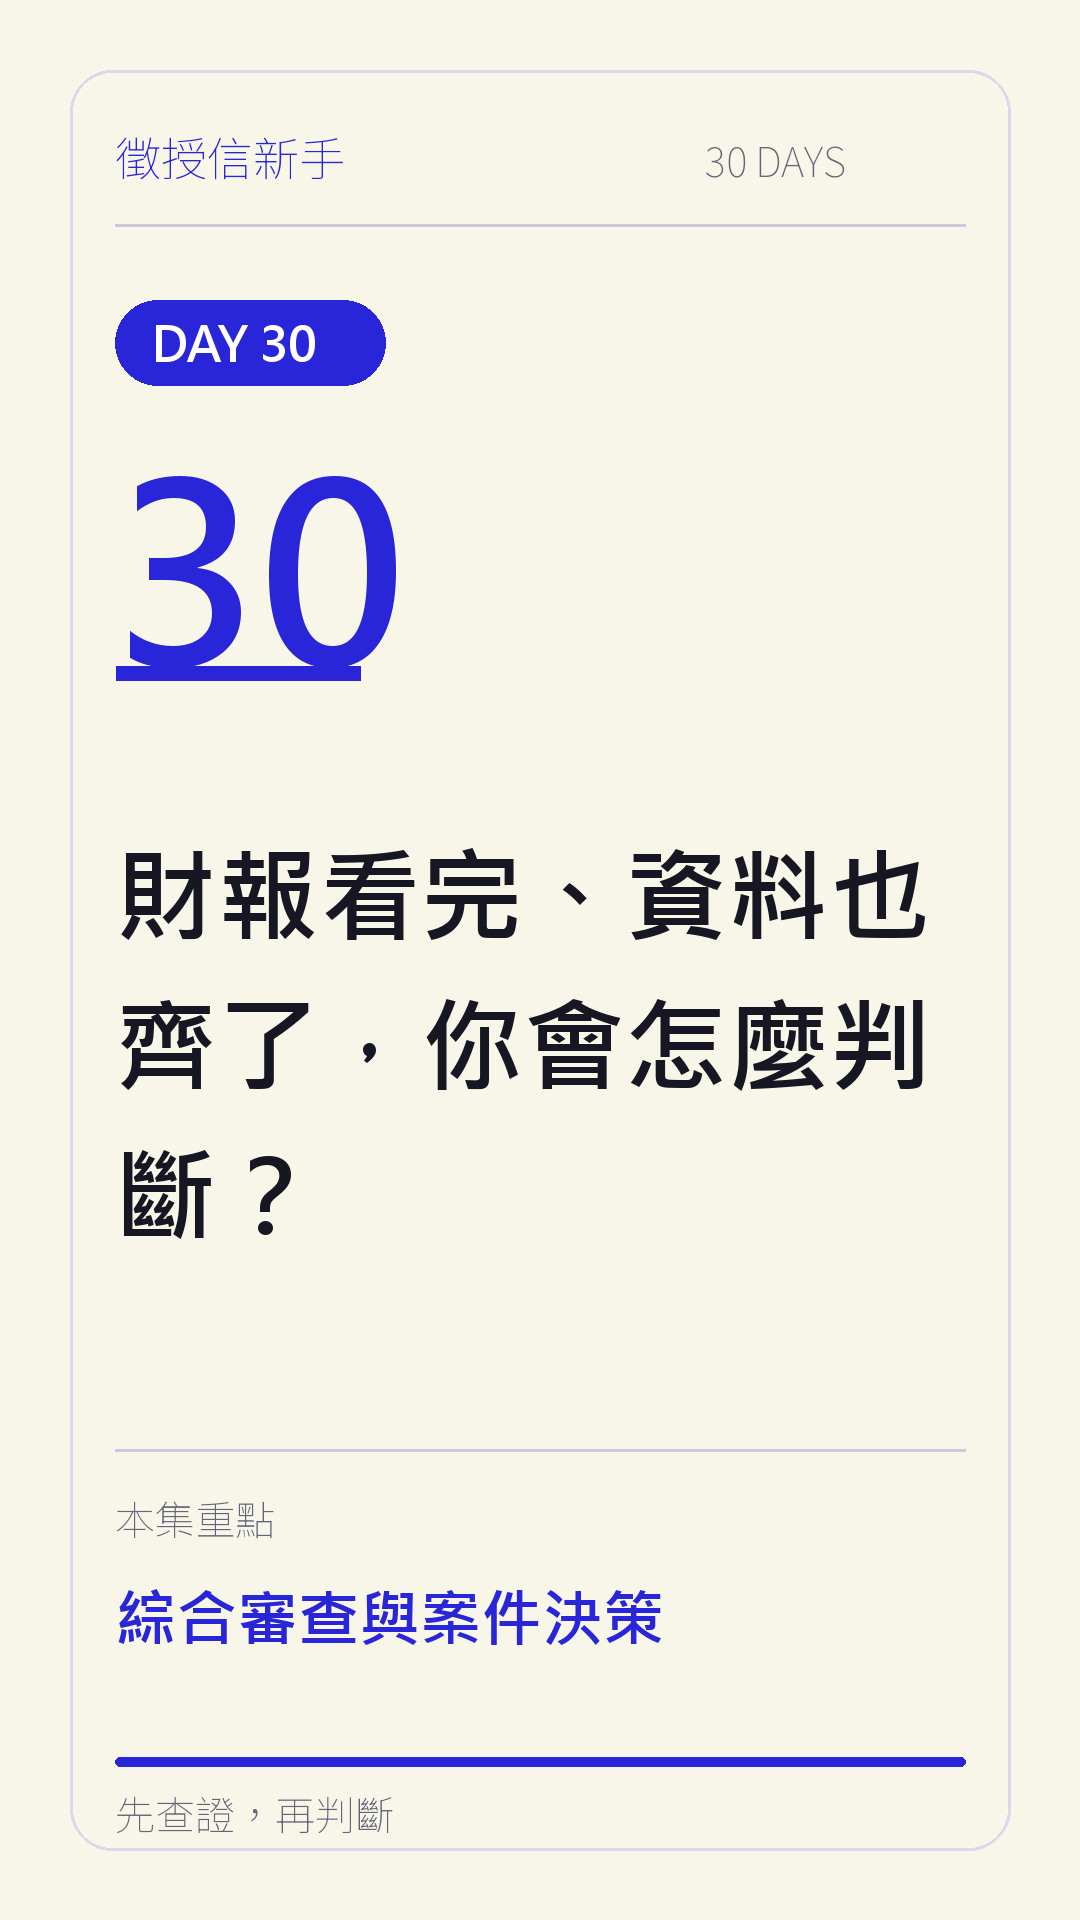 徵授信新手
30 DAYS
DAY 30
30
財報看完、資料也
齊了，你會怎麼判
斷？
本集重點
綜合審查與案件決策
先查證，再判斷